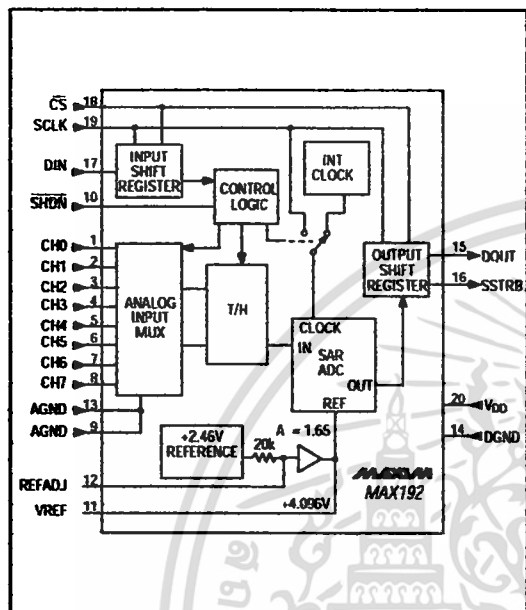 CS 18
SCLK 19
DIN 17
SHDN 10
CH0 1
CH1 2
CH2 3
CH3 4
CH4 5
CH5 6
CH6 7
CH7 8
AGND 13
AGND 9
REFADJ 12
VREF 11
INPUT
SHIFT
REGISTER
CONTROL
LOGIC
INT
CLOCK
ANALOG
INPUT
MUX
T/H
CLOCK
IN
SAR
ADC
OUT
REF
OUTPUT
SHIFT
REGISTER
15 DOUT
16 SSTRB
20 VDD
14 DGND
+2.46V
REFERENCE
20k
A = 1.65
+4.096V
MAXIM
MAX192